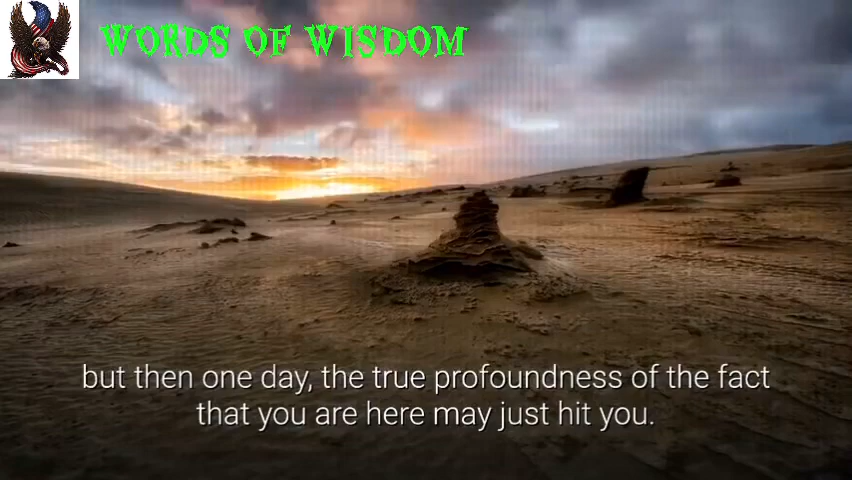 WORDS OF WISDOM
but then one day, the true profoundness of the fact
that you are here may just hit you.